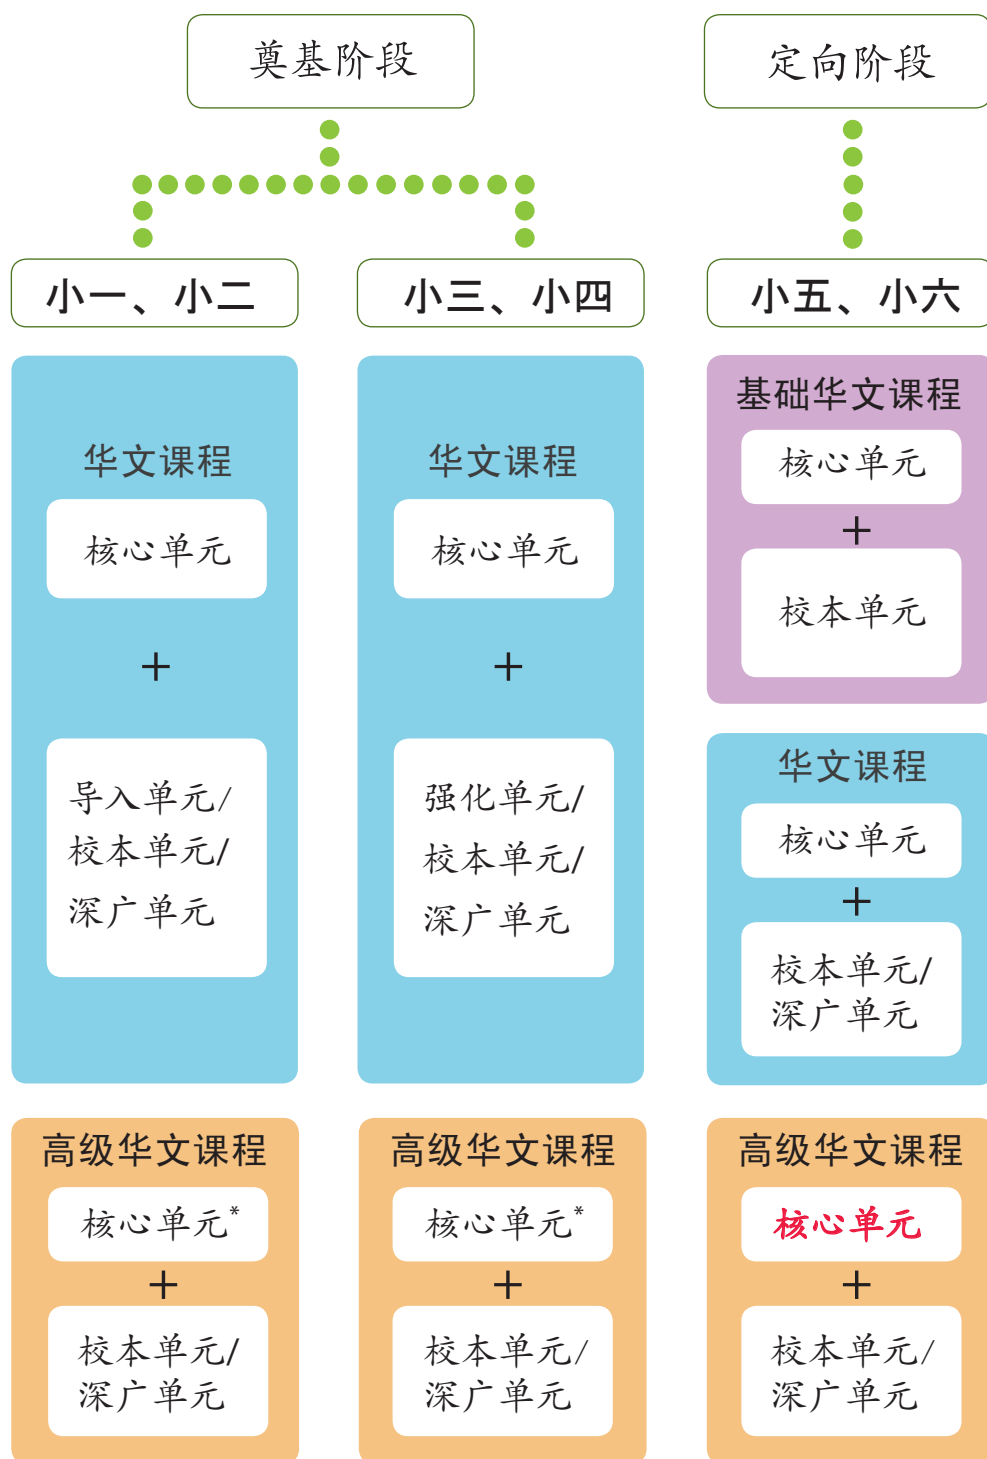 奠基阶段
定向阶段
小一、小二
小三、小四
小五、小六
华文课程
核心单元
+
导入单元/
校本单元/
深广单元
华文课程
核心单元
+
强化单元/
校本单元/
深广单元
基础华文课程
核心单元
+
校本单元
华文课程
核心单元
+
校本单元/
深广单元
高级华文课程
核心单元*
+
校本单元/
深广单元
高级华文课程
核心单元*
+
校本单元/
深广单元
高级华文课程
核心单元
+
校本单元/
深广单元